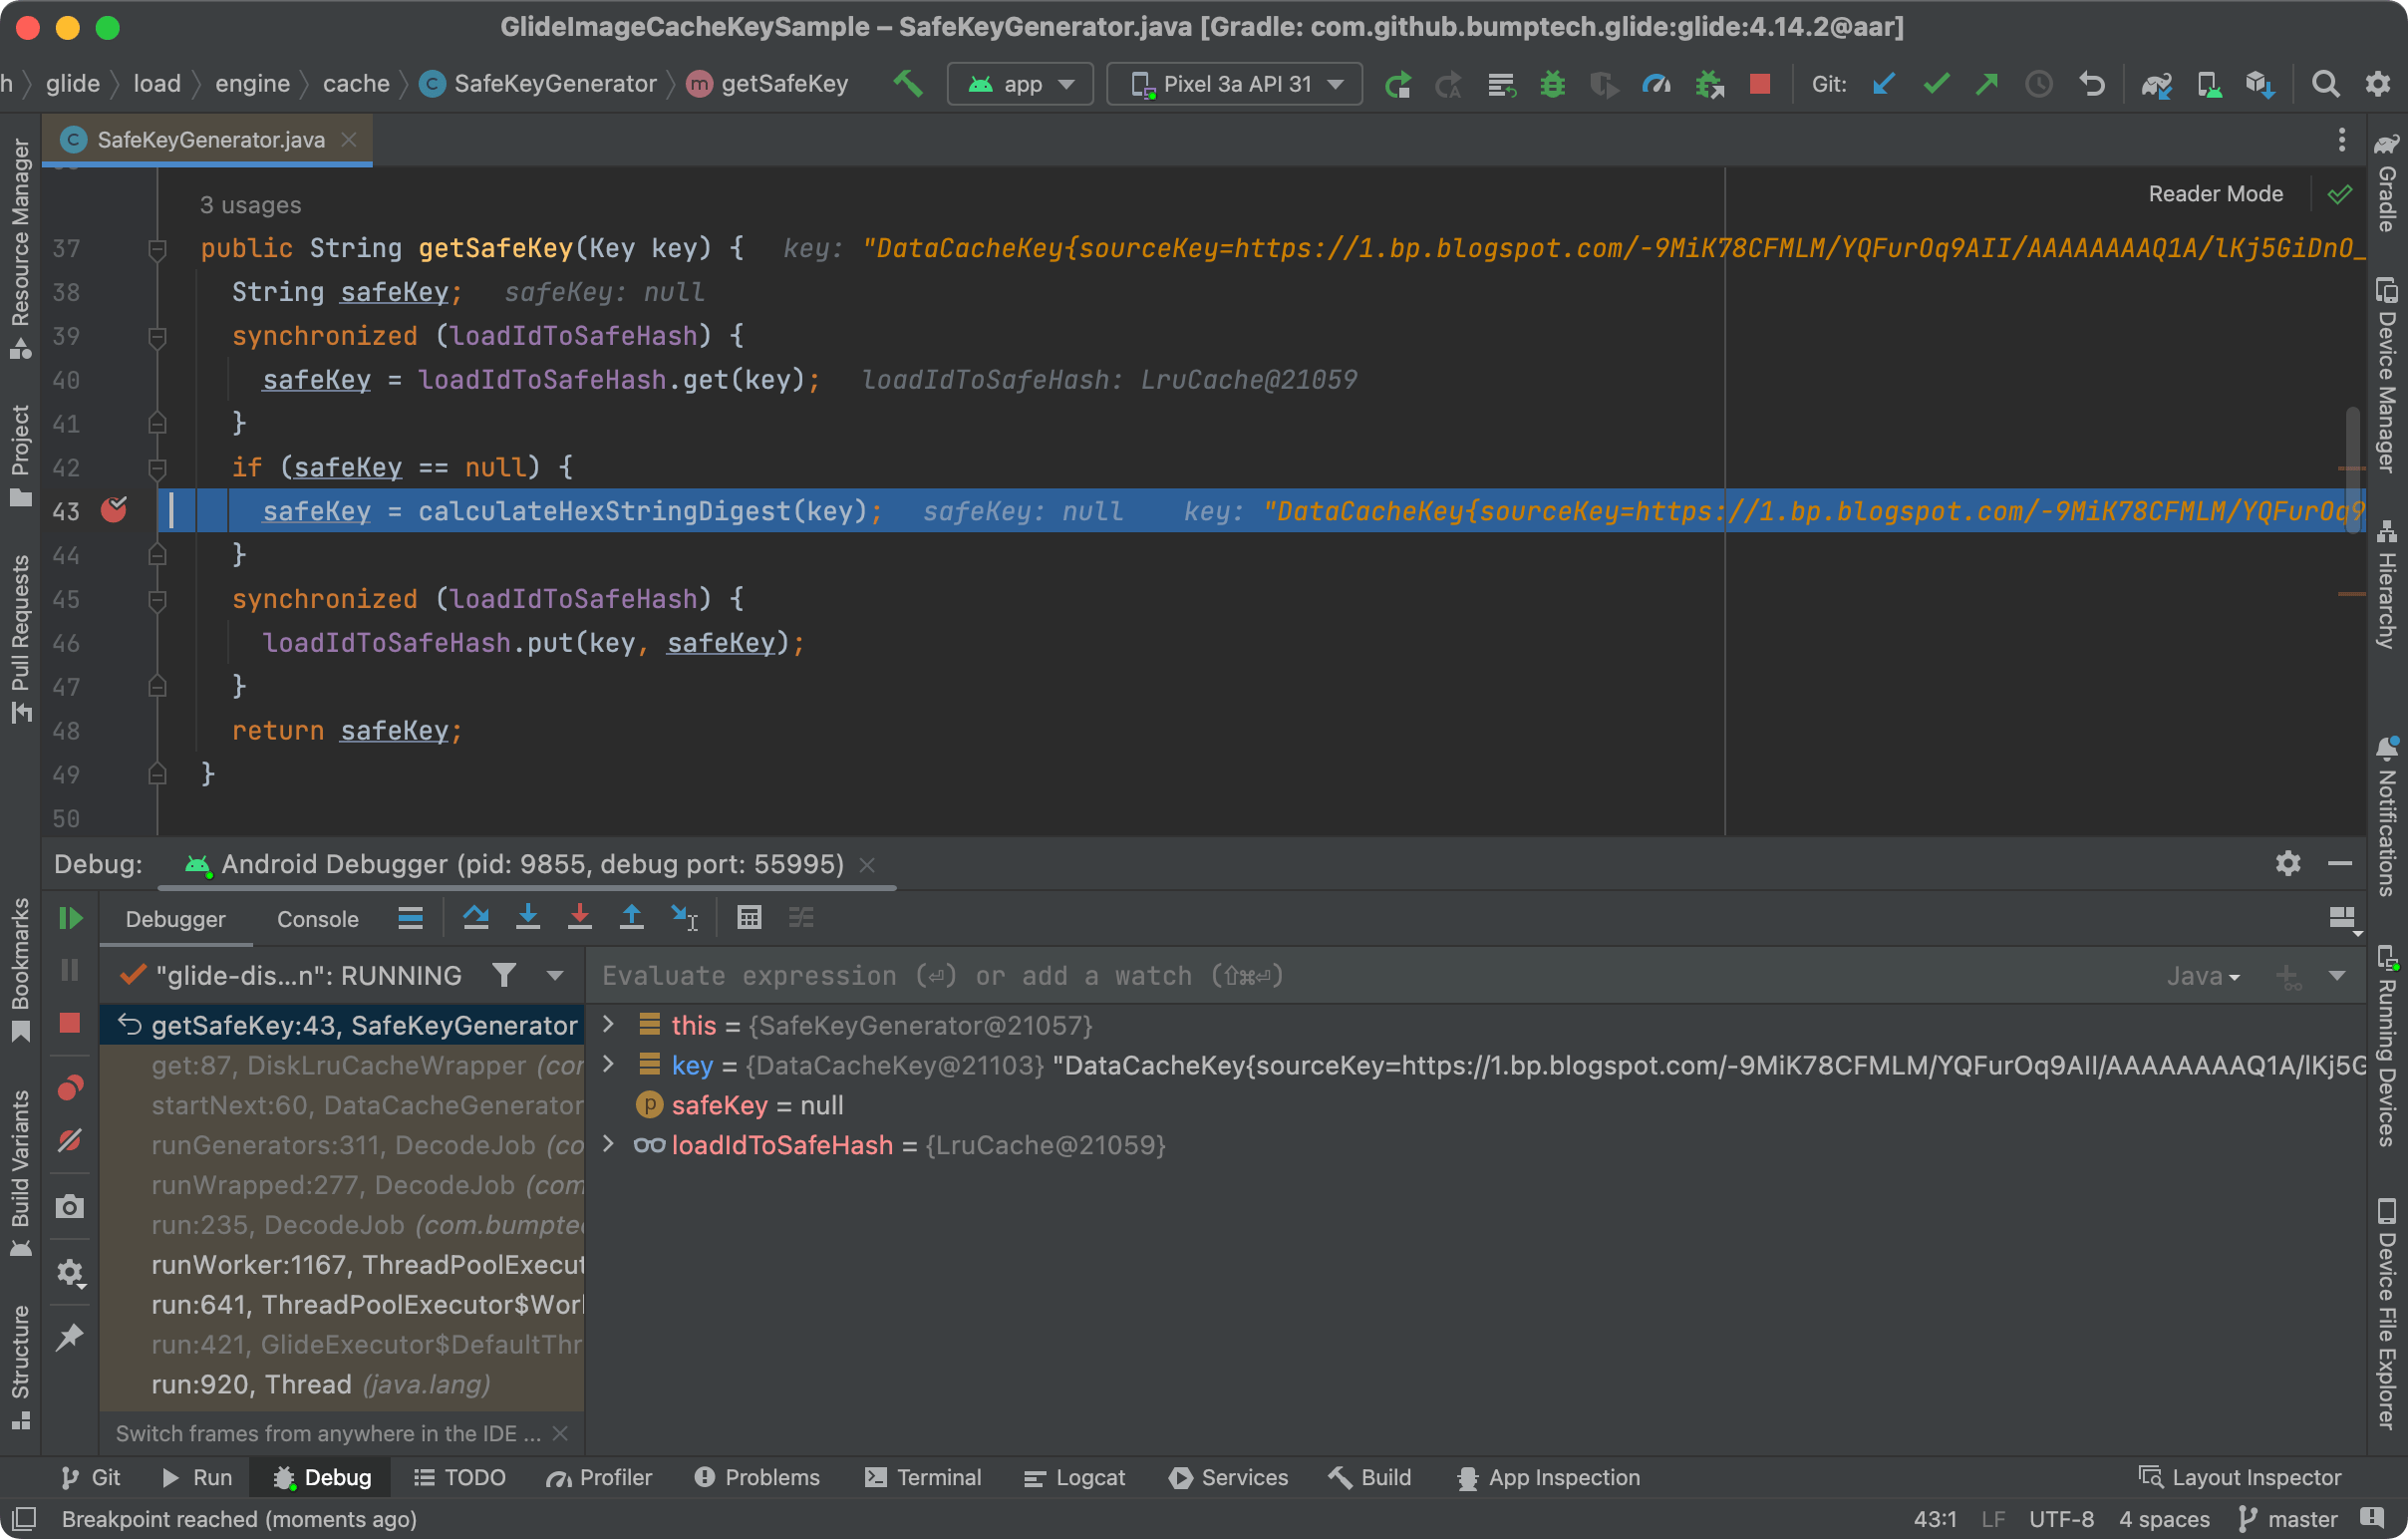 GlideImageCacheKeySample – SafeKeyGenerator.java [Gradle: com.github.bumptech.glide:glide:4.14.2@aar]
h glide load engine cache C SafeKeyGenerator m getSafeKey app Pixel 3a API 31 Git:
C SafeKeyGenerator.java
Reader Mode
3 usages
37 public String getSafeKey(Key key) { key: "DataCacheKey{sourceKey=https://1.bp.blogspot.com/-9MiK78CFMLM/YQFurOq9AII/AAAAAAAAQ1A/lKj5GiDnO_
38 String safeKey; safeKey: null
39 synchronized (loadIdToSafeHash) {
40 safeKey = loadIdToSafeHash.get(key); loadIdToSafeHash: LruCache@21059
41 }
42 if (safeKey == null) {
43 safeKey = calculateHexStringDigest(key); safeKey: null key: "DataCacheKey{sourceKey=https://1.bp.blogspot.com/-9MiK78CFMLM/YQFurOq9
44 }
45 synchronized (loadIdToSafeHash) {
46 loadIdToSafeHash.put(key, safeKey);
47 }
48 return safeKey;
49 }
50
Debug: Android Debugger (pid: 9855, debug port: 55995)
Debugger Console
"glide-dis...n": RUNNING
Evaluate expression (⏎) or add a watch (⇧⌘⏎) Java
getSafeKey:43, SafeKeyGenerator
get:87, DiskLruCacheWrapper (cor
startNext:60, DataCacheGenerator
runGenerators:311, DecodeJob (co
runWrapped:277, DecodeJob (com
run:235, DecodeJob (com.bumpte
runWorker:1167, ThreadPoolExecut
run:641, ThreadPoolExecutor$Worl
run:421, GlideExecutor$DefaultThr
run:920, Thread (java.lang)
Switch frames from anywhere in the IDE ...
this = {SafeKeyGenerator@21057}
key = {DataCacheKey@21103} "DataCacheKey{sourceKey=https://1.bp.blogspot.com/-9MiK78CFMLM/YQFurOq9AII/AAAAAAAAQ1A/lKj5G
p safeKey = null
loadIdToSafeHash = {LruCache@21059}
Resource Manager
Project
Pull Requests
Bookmarks
Build Variants
Structure
Gradle
Device Manager
Hierarchy
Notifications
Running Devices
Device File Explorer
Git Run Debug TODO Profiler Problems Terminal Logcat Services Build App Inspection Layout Inspector
Breakpoint reached (moments ago) 43:1 LF UTF-8 4 spaces master